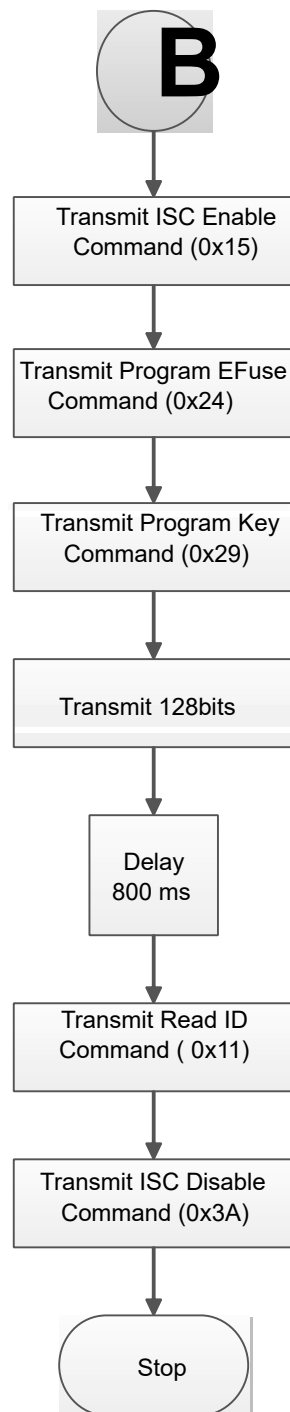 B
Transmit ISC Enable
Command (0x15)
Transmit Program EFuse
Command (0x24)
Transmit Program Key
Command (0x29)
Transmit 128bits
Delay
800 ms
Transmit Read ID
Command ( 0x11)
Transmit ISC Disable
Command (0x3A)
Stop